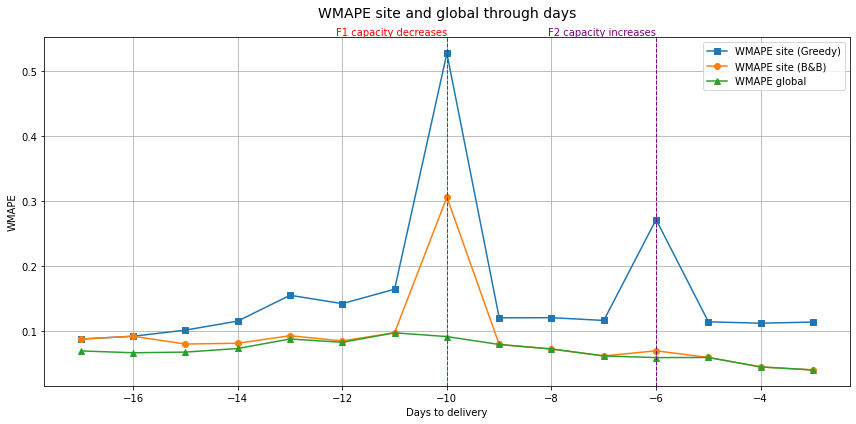 WMAPE site and global through days
F1 capacity decreases
F2 capacity increases
WMAPE site (Greedy)
WMAPE site (B&B)
WMAPE global
0.5
0.4
0.3
0.2
0.1
WMAPE
−16
−14
−12
−10
−8
−6
−4
Days to delivery